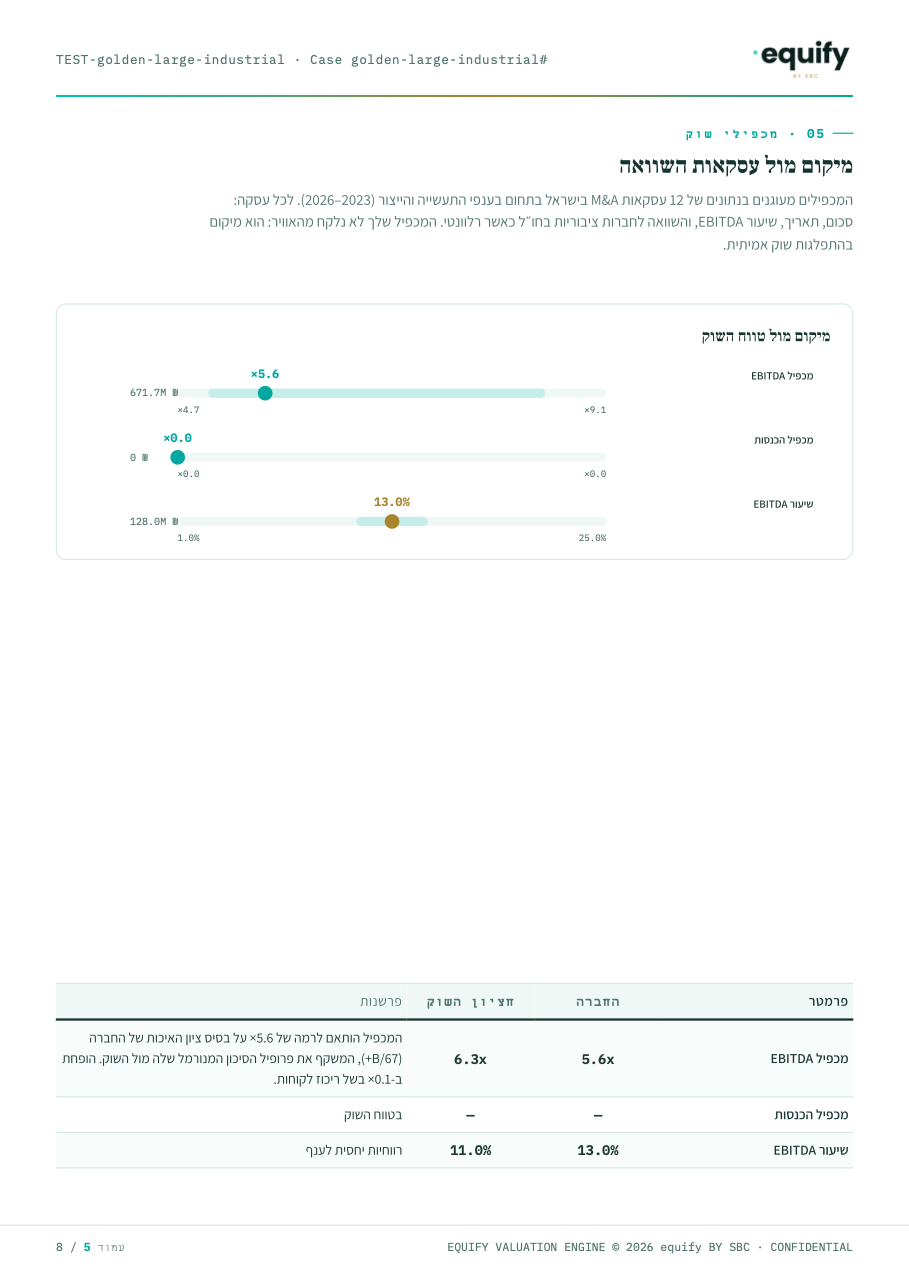 TEST-golden-large-industrial · Case golden-large-industrial#
equify
BY SBC
05 · מכפילי שוק
מיקום מול עסקאות השוואה
המכפילים מעוגנים בנתונים של 12 עסקאות M&A בישראל בתחום בענפי התעשייה והייצור (2023–2026). לכל עסקה:
סכום, תאריך, שיעור EBITDA, והשוואה לחברות ציבוריות בחו״ל כאשר רלוונטי. המכפיל שלך לא נלקח מהאוויר: הוא מיקום
בהתפלגות שוק אמיתית.
מיקום מול טווח השוק
מכפיל EBITDA
×5.6
671.7M ₪
×4.7
×9.1
מכפיל הכנסות
×0.0
0 ₪
×0.0
×0.0
שיעור EBITDA
13.0%
128.0M ₪
1.0%
25.0%
פרמטר החברה חציון השוק פרשנות
מכפיל EBITDA 5.6x 6.3x
המכפיל הותאם לרמה של 5.6× על בסיס ציון האיכות של החברה
(B/67+), המשקף את פרופיל הסיכון המנורמל שלה מול השוק. הופחת
ב-0.1× בשל ריכוז לקוחות.
מכפיל הכנסות — — בטווח השוק
שיעור EBITDA 13.0% 11.0% רווחיות יחסית לענף
EQUIFY VALUATION ENGINE © 2026 equify BY SBC · CONFIDENTIAL
עמוד 5 / 8